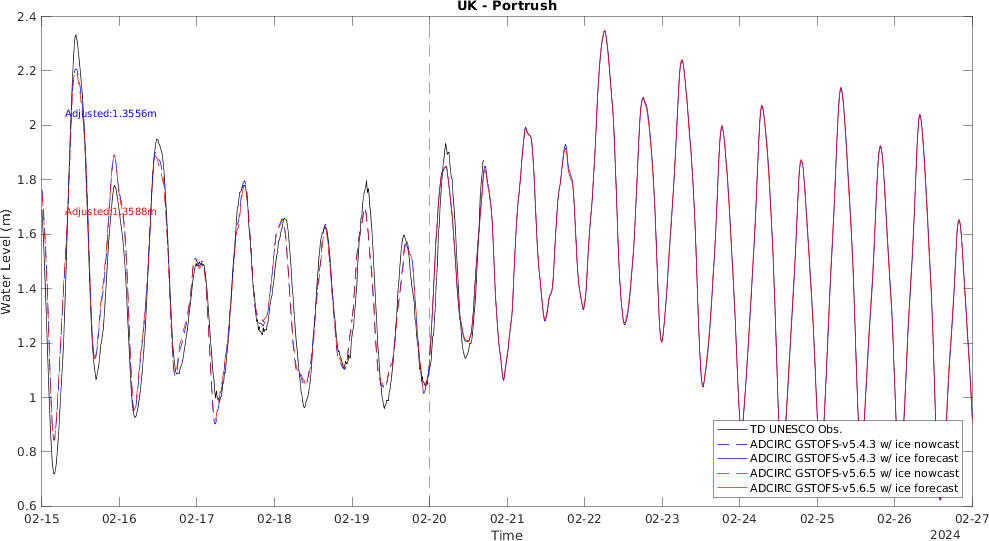 UK - Portrush
2.4
2.2
2
1.8
1.6
1.4
1.2
1
0.8
0.6
Water Level (m)
Adjusted:1.3556m
Adjusted:1.3588m
TD UNESCO Obs.
ADCIRC GSTOFS-v5.4.3 w/ ice nowcast
ADCIRC GSTOFS-v5.4.3 w/ ice forecast
ADCIRC GSTOFS-v5.6.5 w/ ice nowcast
ADCIRC GSTOFS-v5.6.5 w/ ice forecast
02-15 02-16 02-17 02-18 02-19 02-20 02-21 02-22 02-23 02-24 02-25 02-26 02-27
Time
2024